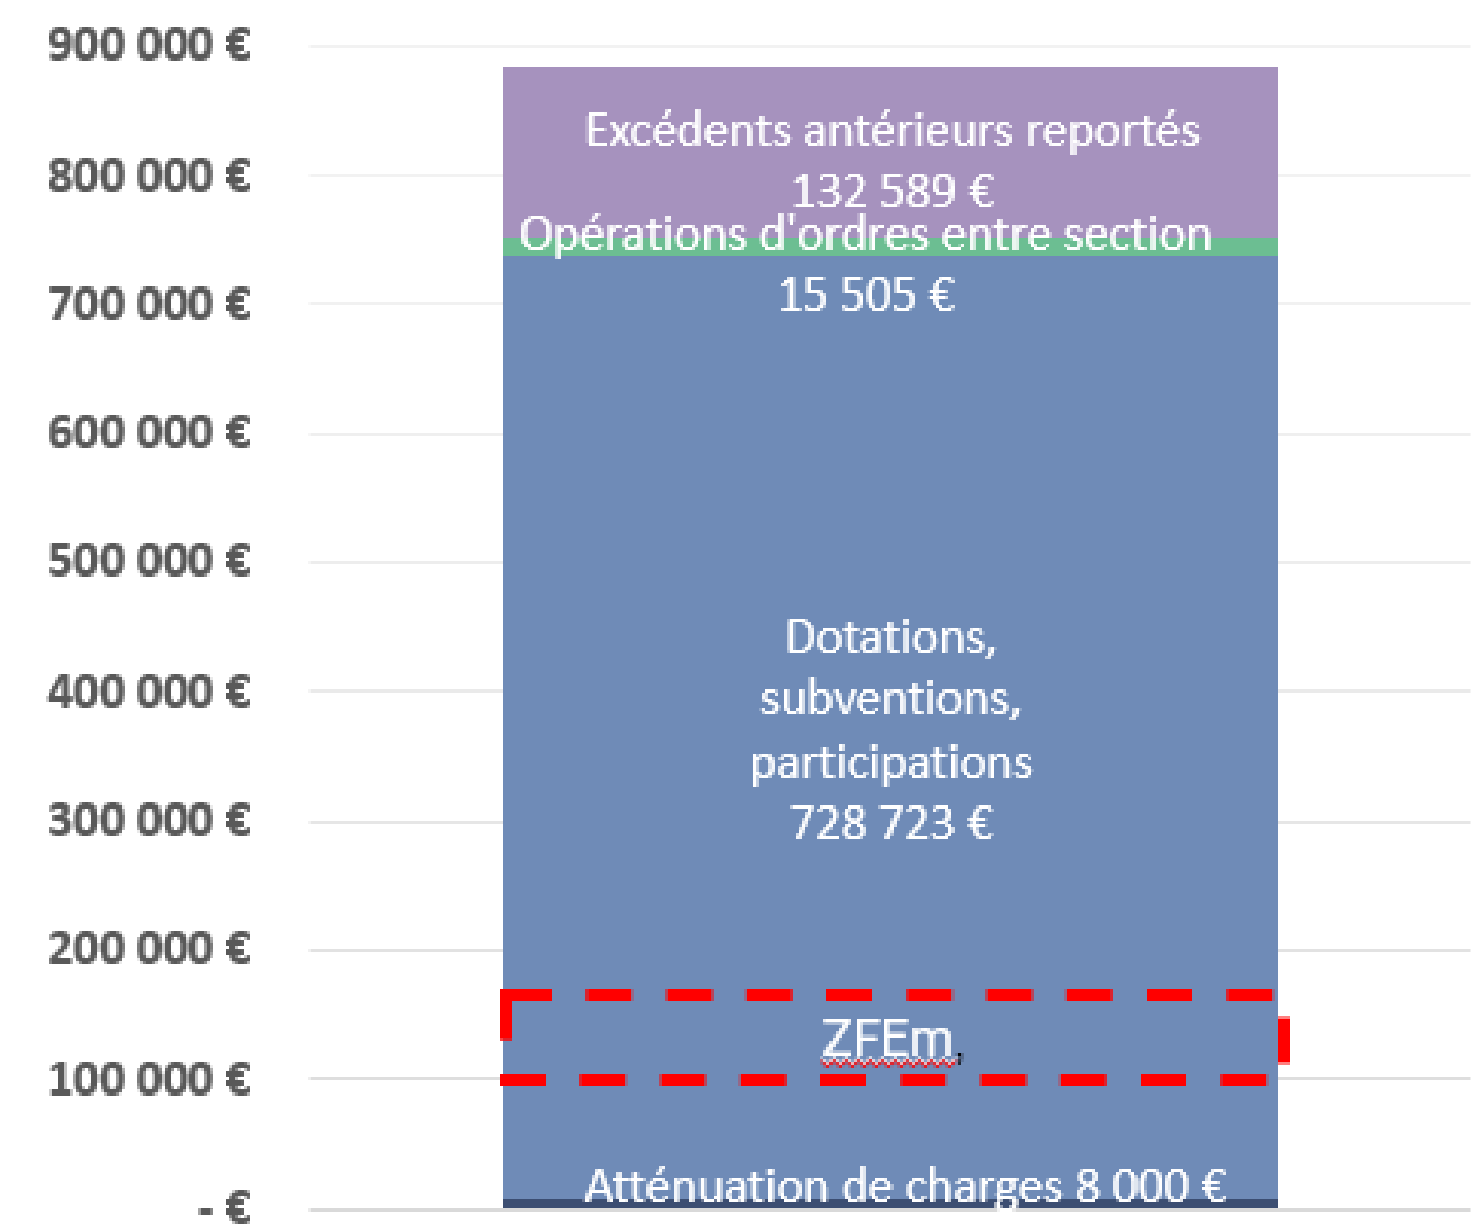 900 000 €
Excédents antérieurs reportés
800 000 €
132 589 €
Opérations d'ordres entre section
700 000 €
15 505 €
600 000 €
500 000 €
Dotations,
400 000 €
subventions,
participations
300 000 €
728 723 €
200 000 €
ZFEm,
100 000 €
Atténuation de charges 8 000 €
- €